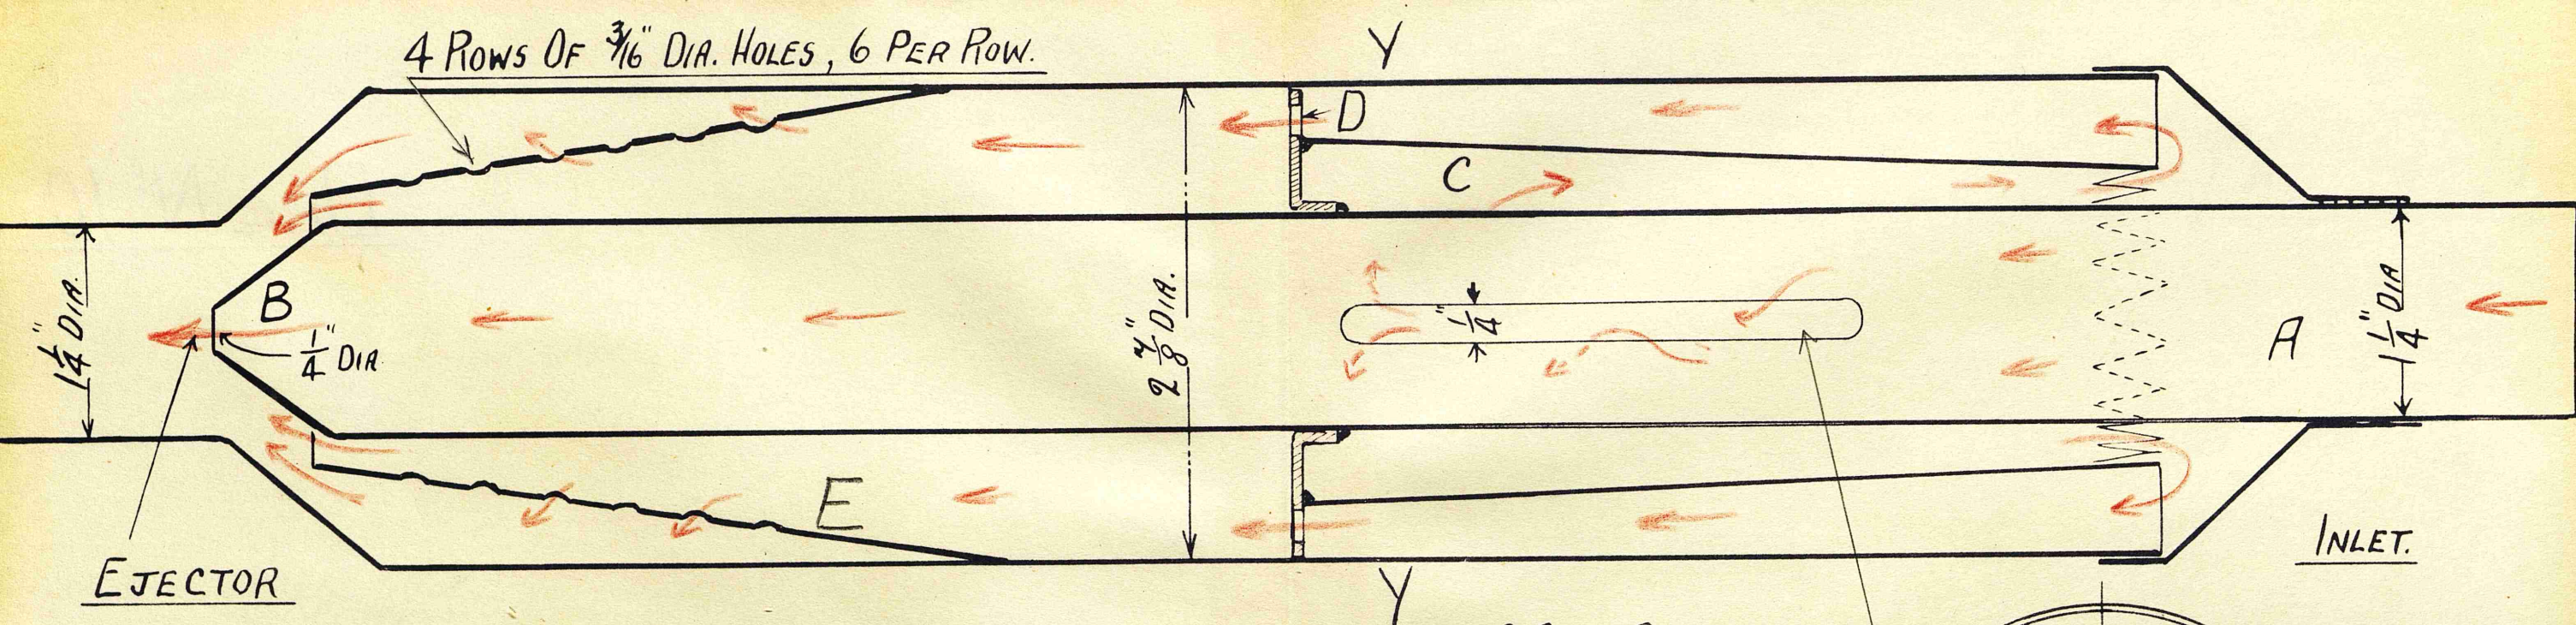 4 ROWS OF 3/16" DIA. HOLES, 6 PER ROW.
Y
D
C
B
1/4" DIA
1 1/4" DIA.
2 7/8" DIA.
1/4"
A
1 1/4" DIA
E
EJECTOR
INLET.
Y